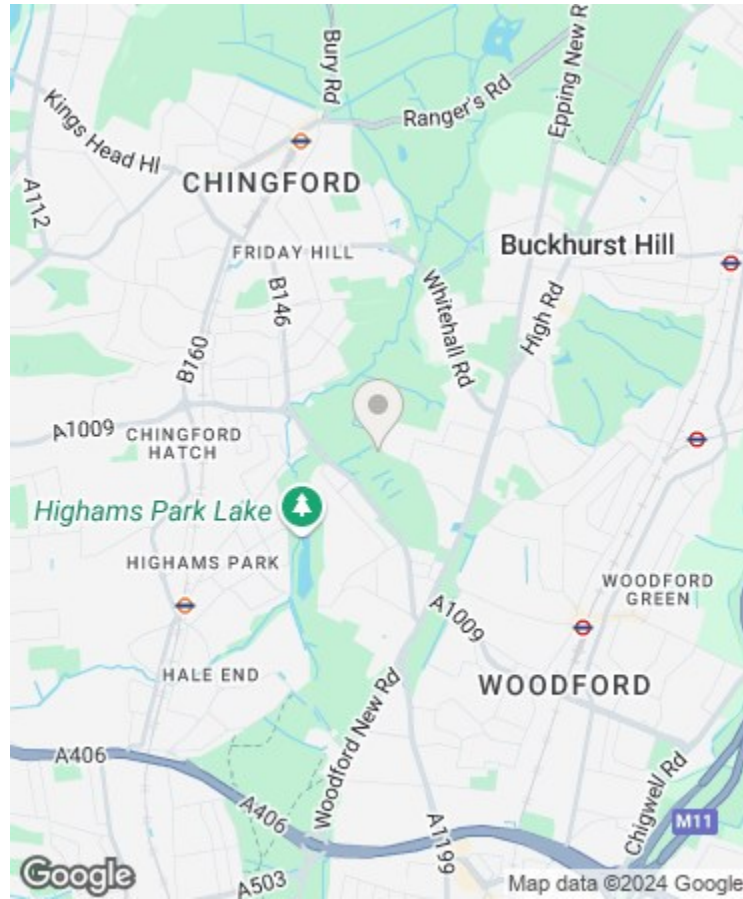 Bury Rd
Epping New R
Ranger's Rd
Kings Head Hl
CHINGFORD
A112
Buckhurst Hill
FRIDAY HILL
B146
Whitehall Rd
High Rd
B160
A1009
CHINGFORD
HATCH
Highams Park Lake
HIGHAMS PARK
WOODFORD
GREEN
A1009
HALE END
WOODFORD
Woodford New Rd
A406
Chigwell Rd
A406
M11
A1199
A503
Google
Map data ©2024 Google